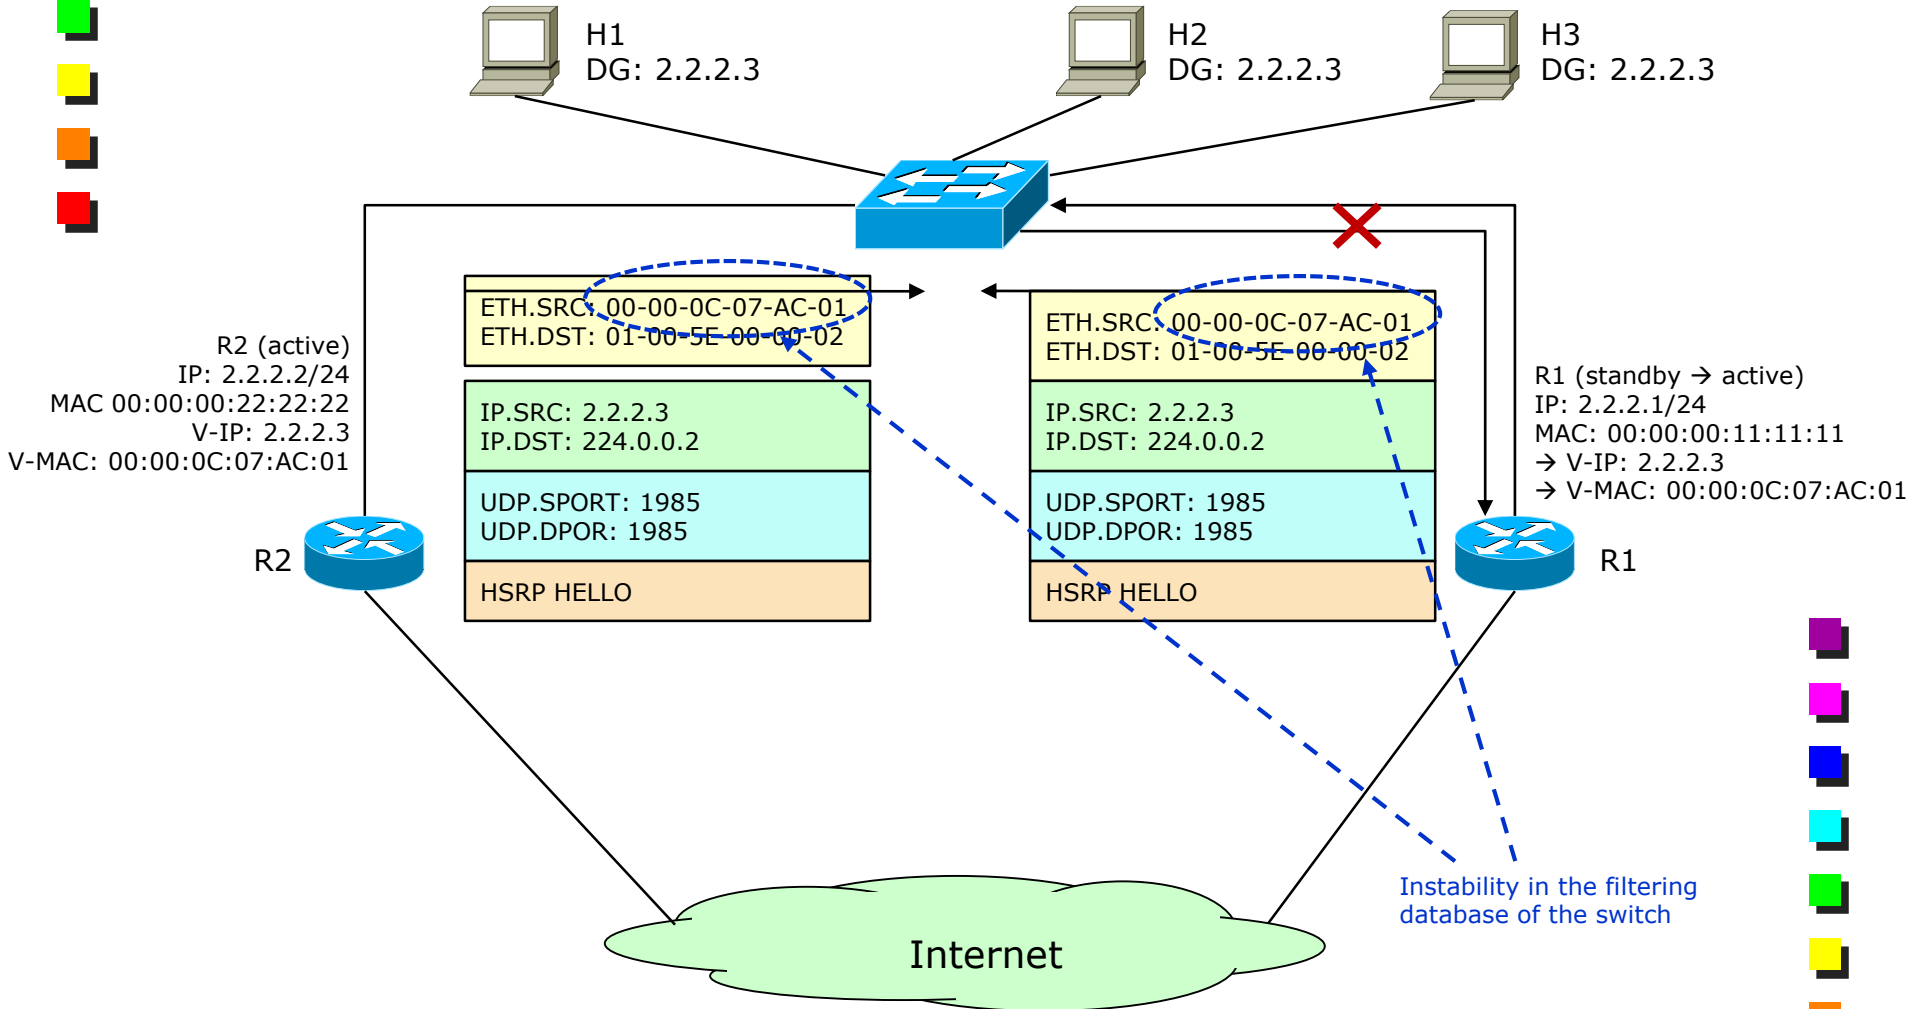 H1
DG: 2.2.2.3
H2
DG: 2.2.2.3
H3
DG: 2.2.2.3
ETH.SRC: 00-00-0C-07-AC-01
ETH.DST: 01-00-5E-00-00-02
IP.SRC: 2.2.2.3
IP.DST: 224.0.0.2
UDP.SPORT: 1985
UDP.DPOR: 1985
HSRP HELLO
ETH.SRC: 00-00-0C-07-AC-01
ETH.DST: 01-00-5E-00-00-02
IP.SRC: 2.2.2.3
IP.DST: 224.0.0.2
UDP.SPORT: 1985
UDP.DPOR: 1985
HSRP HELLO
R2 (active)
IP: 2.2.2.2/24
MAC 00:00:00:22:22:22
V-IP: 2.2.2.3
V-MAC: 00:00:0C:07:AC:01
R2
R1 (standby → active)
IP: 2.2.2.1/24
MAC: 00:00:00:11:11:11
→ V-IP: 2.2.2.3
→ V-MAC: 00:00:0C:07:AC:01
R1
Instability in the filtering
database of the switch
Internet